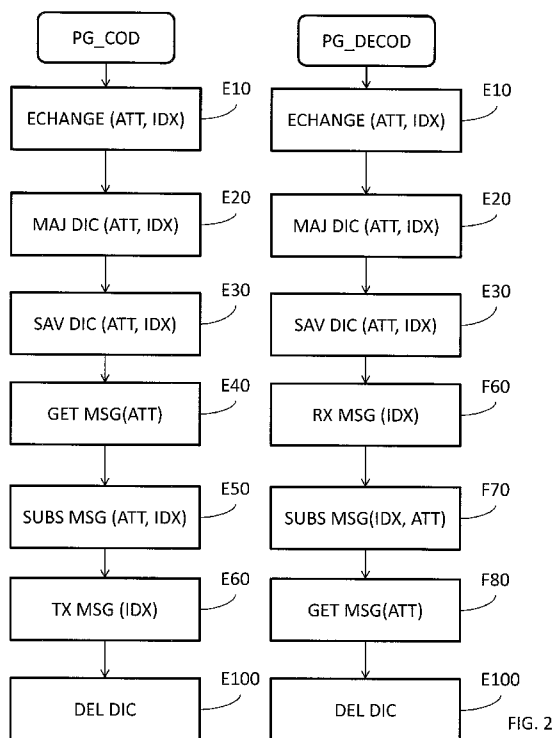 PG_COD
E10
ECHANGE (ATT, IDX)
E20
MAJ DIC (ATT, IDX)
E30
SAV DIC (ATT, IDX)
E40
GET MSG(ATT)
E50
SUBS MSG (ATT, IDX)
E60
TX MSG (IDX)
E100
DEL DIC
PG_DECOD
E10
ECHANGE (ATT, IDX)
E20
MAJ DIC (ATT, IDX)
E30
SAV DIC (ATT, IDX)
F60
RX MSG (IDX)
F70
SUBS MSG(IDX, ATT)
F80
GET MSG(ATT)
E100
DEL DIC
FIG. 2